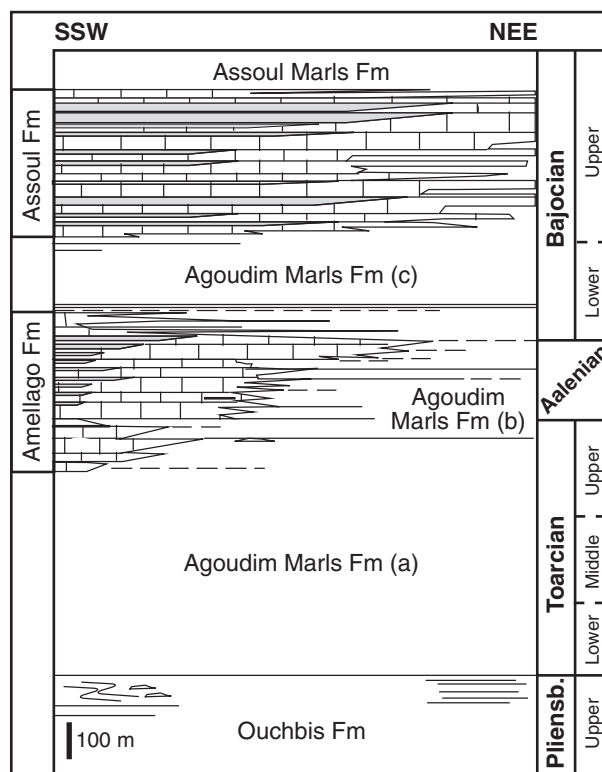 SSW
NEE
Assoul Marls Fm
Assoul Fm
Bajocian
Upper
Agoudim Marls Fm (c)
Lower
Amellago Fm
Aalenian
Agoudim
Marls Fm (b)
Upper
Agoudim Marls Fm (a)
Toarcian
Middle
Lower
Ouchbis Fm
100 m
Pliensb.
Upper